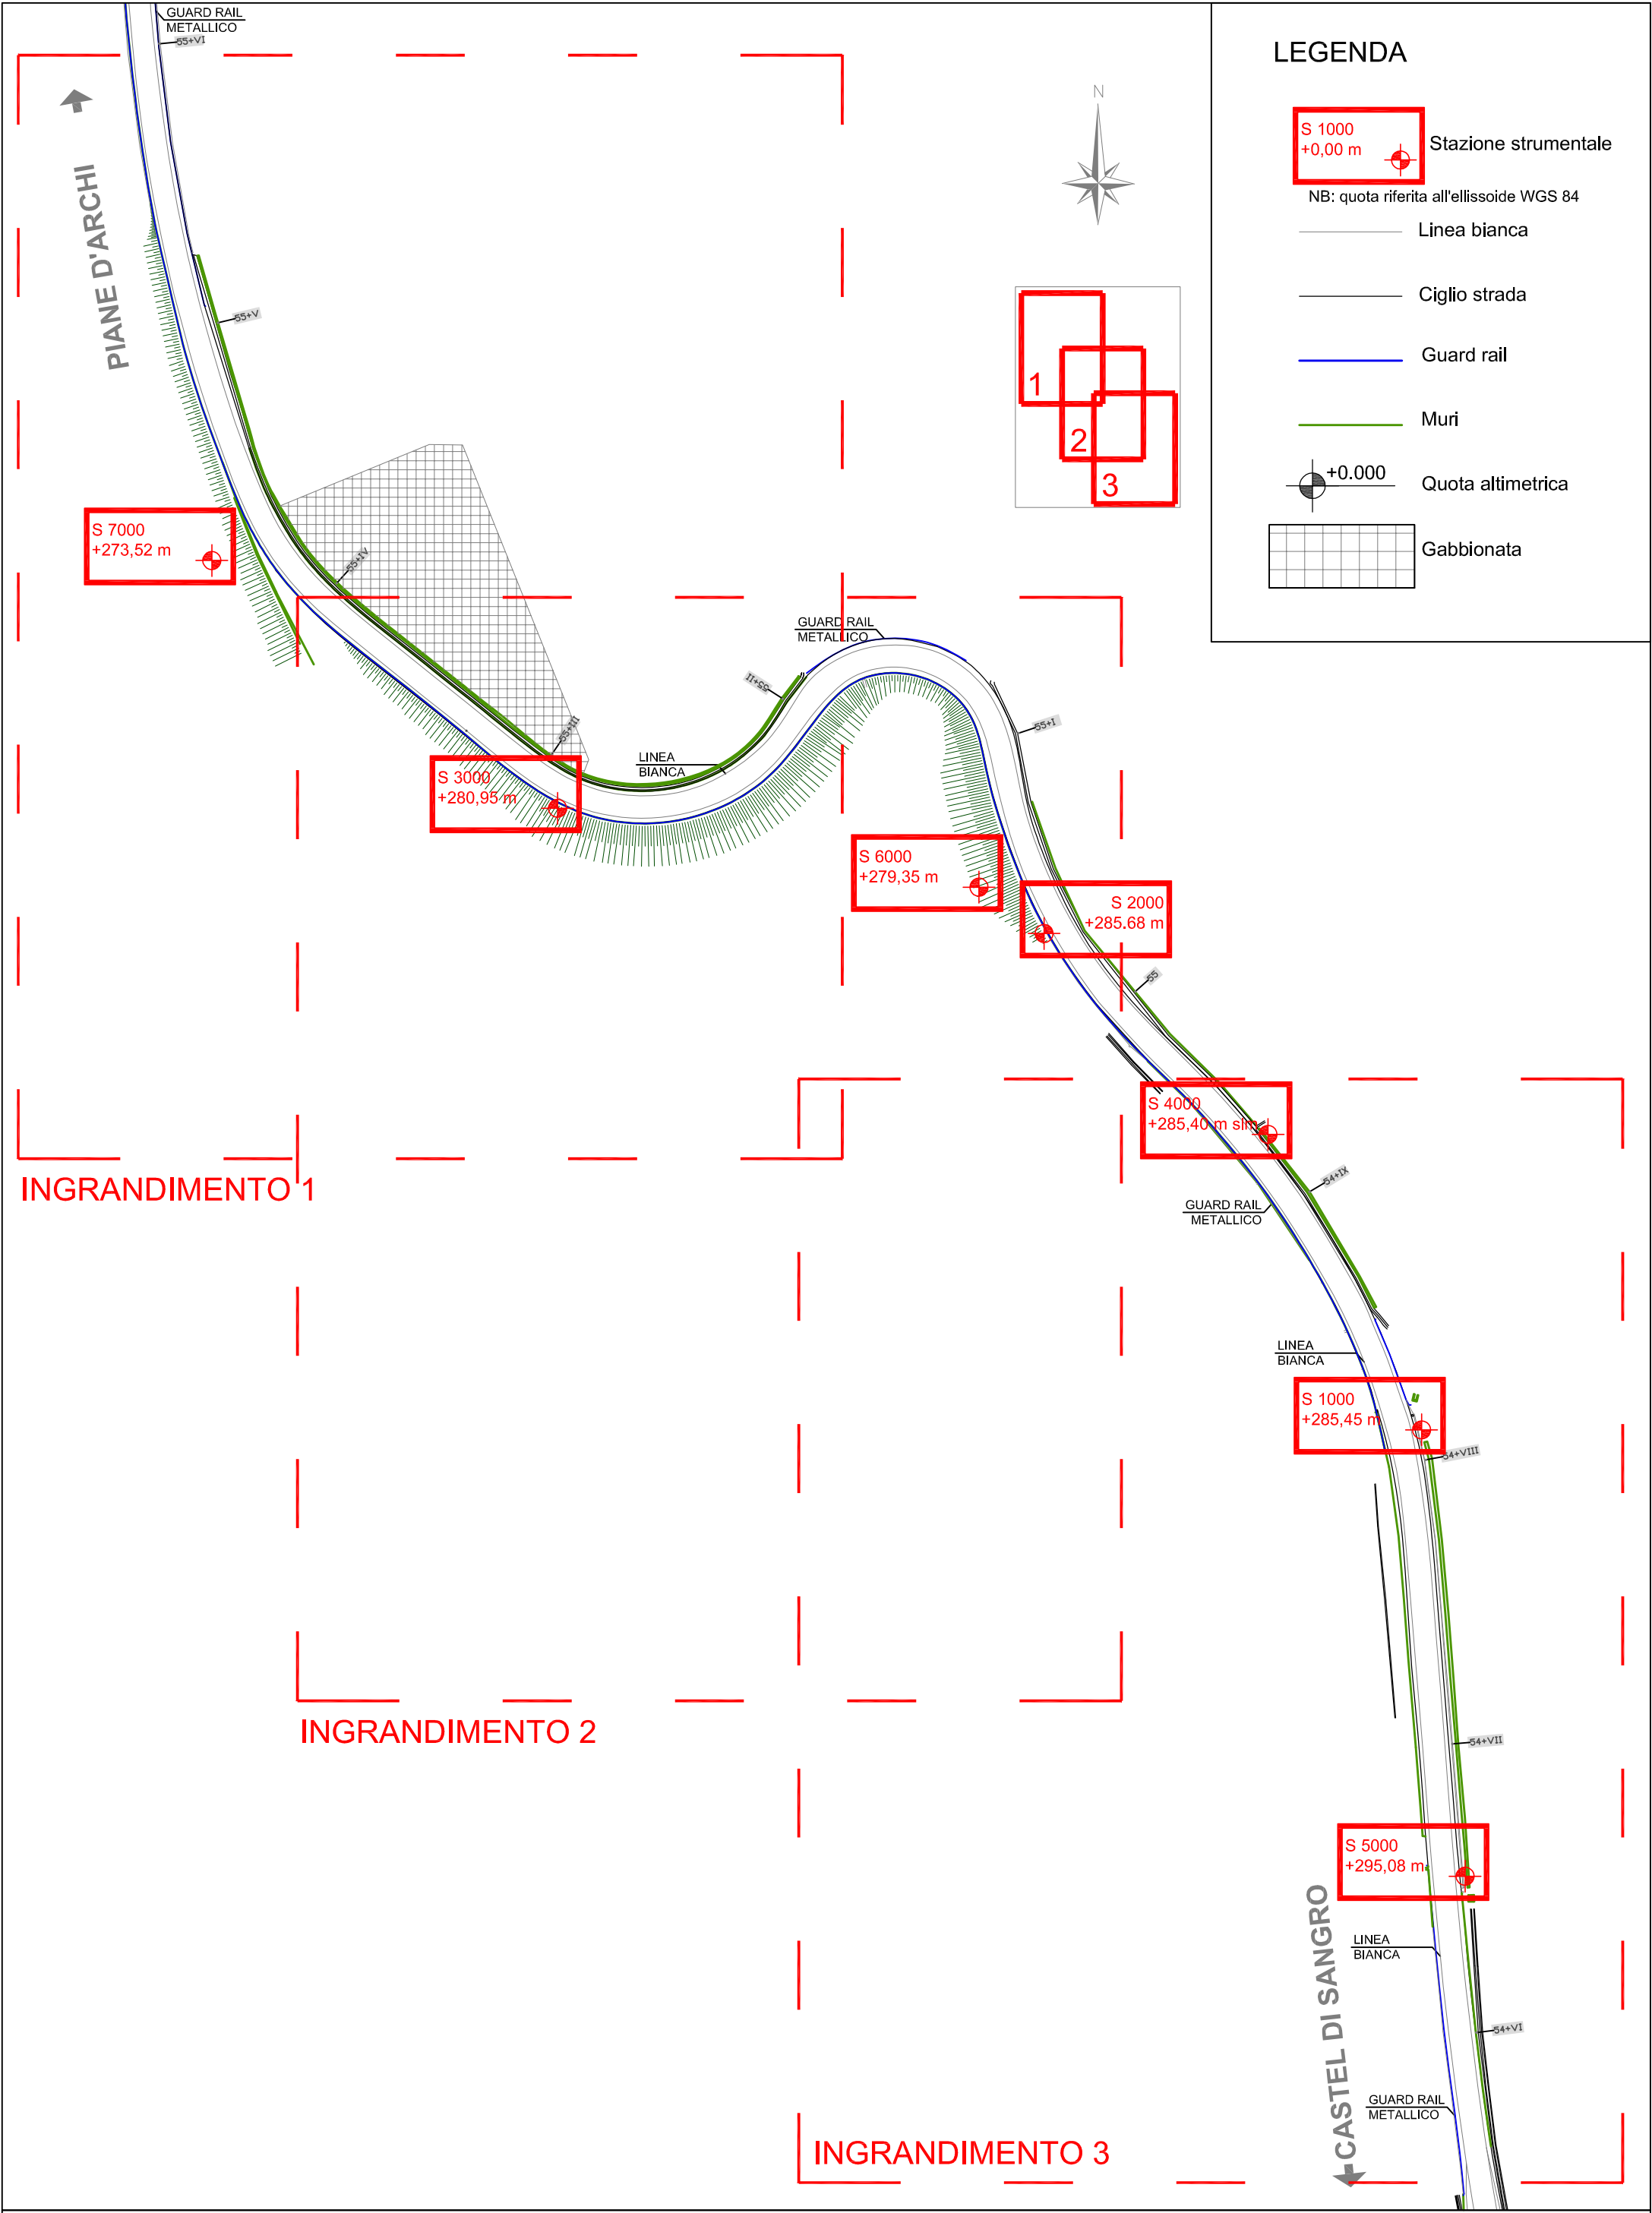 GUARD RAIL
METALLICO
55+VI
PIANE D'ARCHI
55+V
N
1
2
3
LEGENDA
S 1000
+0,00 m
Stazione strumentale
NB: quota riferita all'ellissoide WGS 84
Linea bianca
Ciglio strada
Guard rail
Muri
+0.000
Quota altimetrica
Gabbionata
S 7000
+273,52 m
55+IV
GUARD RAIL
METALLICO
55+II
55+I
55+III
LINEA
BIANCA
S 3000
+280,95 m
S 6000
+279,35 m
S 2000
+285.68 m
55
S 4000
+285,40 m slm
INGRANDIMENTO 1
54+IX
GUARD RAIL
METALLICO
LINEA
BIANCA
S 1000
+285,45 m
54+VIII
INGRANDIMENTO 2
54+VII
S 5000
+295,08 m
CASTEL DI SANGRO
LINEA
BIANCA
54+VI
GUARD RAIL
METALLICO
INGRANDIMENTO 3